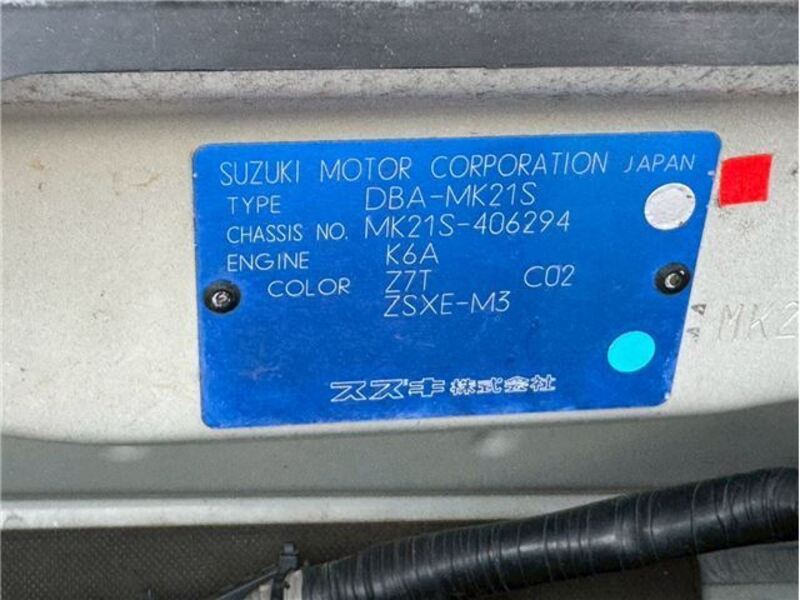 SUZUKI MOTOR CORPORATION JAPAN
TYPE DBA-MK21S
CHASSIS NO. MK21S-406294
ENGINE K6A
COLOR Z7T C02
ZSXE-M3
スズキ株式会社
MK2